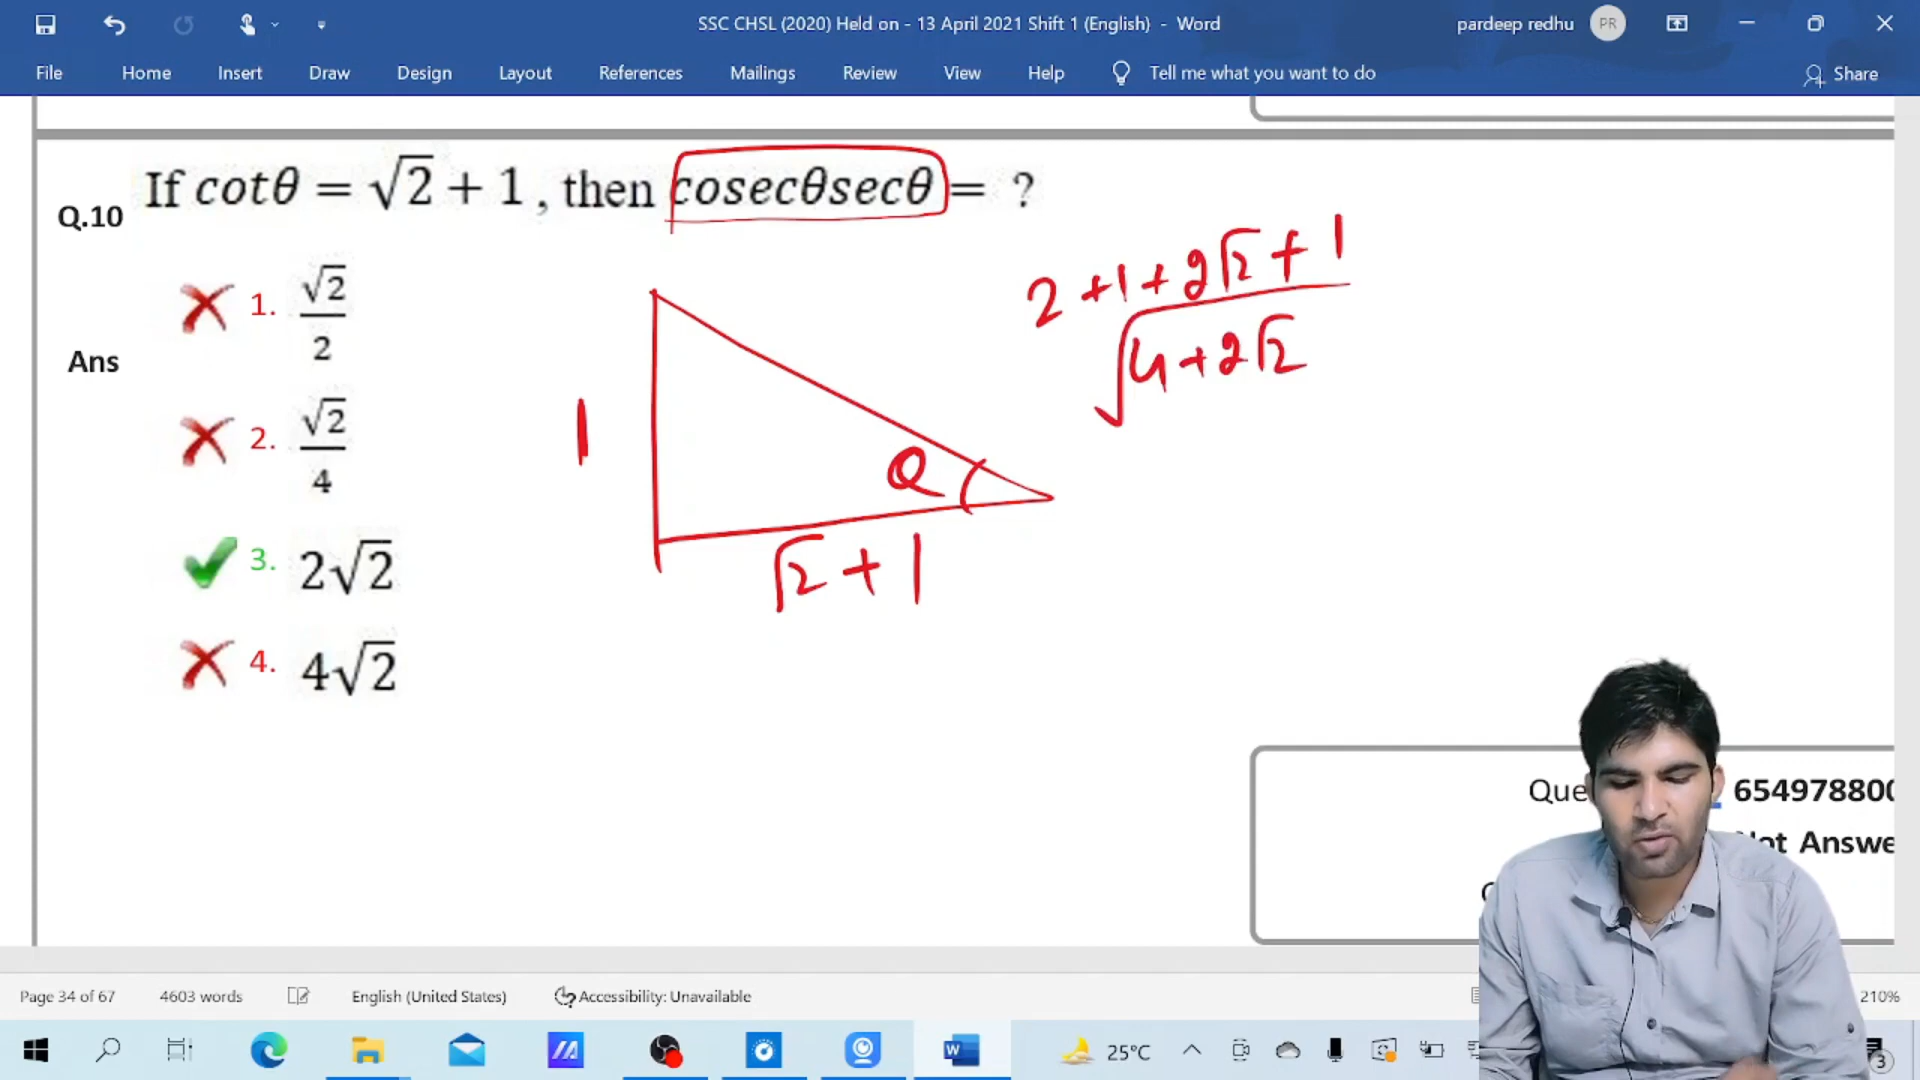 SSC CHSL (2020) Held on - 13 April 2021 Shift 1 (English) - Word
pardeep redhu PR
File Home Insert Draw Design Layout References Mailings Review View Help Tell me what you want to do Share
Q.10 If cotθ = √2 + 1, then cosecθsecθ = ?
Ans
1. √2/2
2. √2/4
3. 2√2
4. 4√2
2 + 1 + 2√2 + 1
√4 + 2√2
1
θ
√2 + 1
654978800
Not Answe
Page 34 of 67 4603 words English (United States) Accessibility: Unavailable 210%
25°C
3